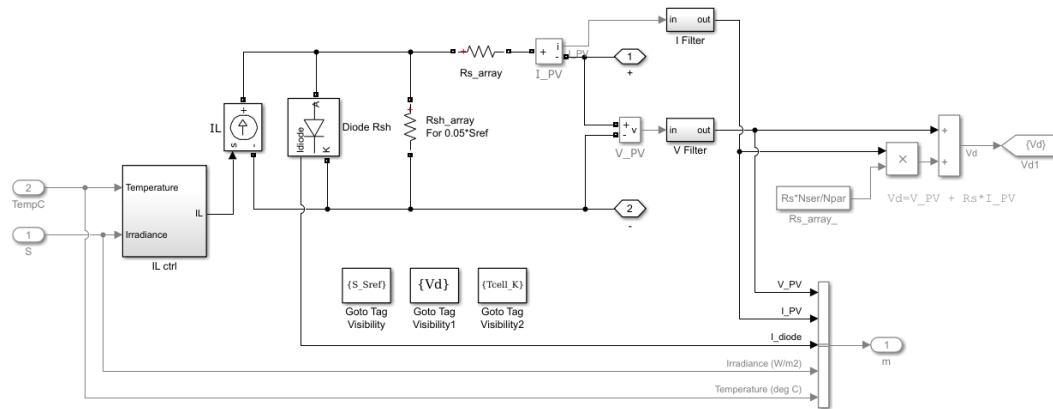 in
out
I Filter
i
+
-
I_PV
_PV
1
+
Rs_array
+
-
IL
s
A
Idiode
K
Diode Rsh
Rsh_array
For 0.05*Sref
+
-
v
V_PV
in
out
V Filter
+
+
Vd
{Vd}
Vd1
×
Rs*Nser/Npar
Rs_array_
Vd=V_PV + Rs*I_PV
2
-
2
TempC
1
S
Temperature
Irradiance
IL
IL ctrl
{S_Sref}
Goto Tag
Visibility
{Vd}
Goto Tag
Visibility1
{Tcell_K}
Goto Tag
Visibility2
V_PV
I_PV
I_diode
Irradiance (W/m2)
Temperature (deg C)
1
m